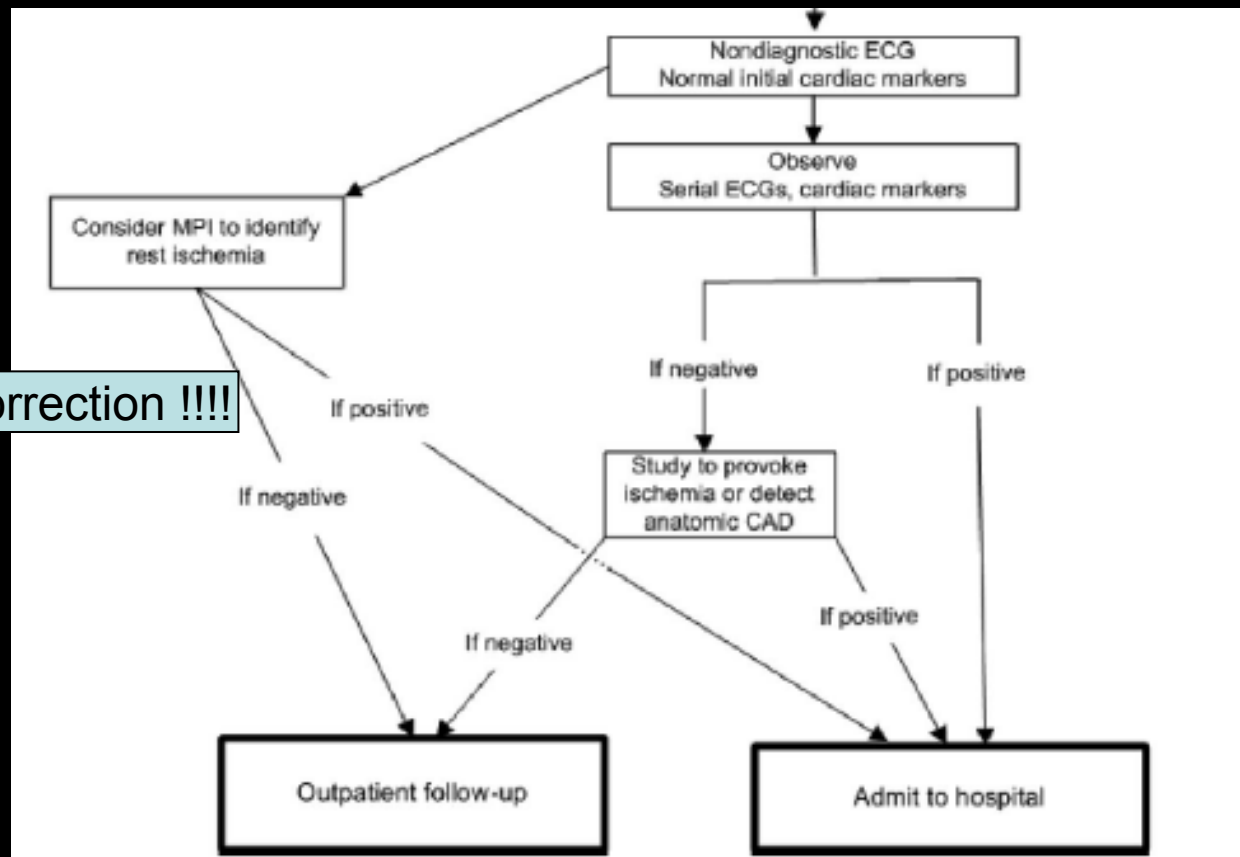 Nondiagnostic ECG
Normal initial cardiac markers
Observe
Serial ECGs, cardiac markers
Consider MPI to identify
rest ischemia
If negative
If positive
orrection !!!!
If positive
If negative
Study to provoke
ischemia or detect
anatomic CAD
If negative
If positive
Outpatient follow-up
Admit to hospital